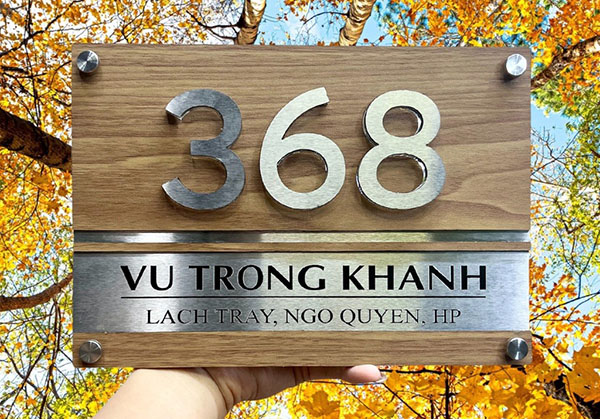 368
VU TRONG KHANH
LACH TRAY, NGO QUYEN, HP